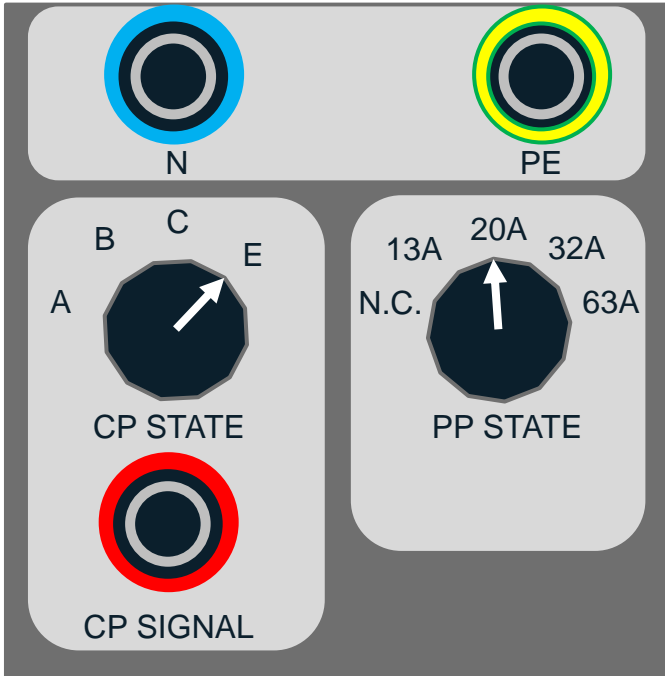 N
PE
A
B
C
E
CP STATE
CP SIGNAL
N.C.
13A
20A
32A
63A
PP STATE